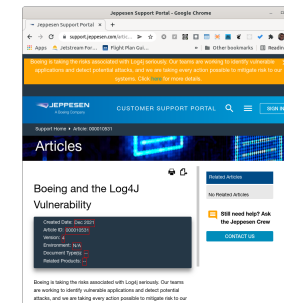 Jeppesen Support Portal - Google Chrome
Jeppesen Support Portal
support.jeppesen.com/artic...
Apps
Jetstream For...
Flight Plan Gui...
Other bookmarks
Readin
Boeing is taking the risks associated with Log4j seriously. Our teams are working to identify vulnerable
applications and detect potential attacks, and we are taking every action possible to mitigate risk to our
systems. Click here for more details.
JEPPESEN
A Boeing Company
CUSTOMER SUPPORT PORTAL
SIGN IN
Support Home
Article: 000010531
Articles
Boeing and the Log4J
Vulnerability
Created Date: Dec 2021
Article ID: 000010531
Version: 4
Environment: N/A
Document Type(s): --
Related Products: --
Boeing is taking the risks associated with Log4j seriously. Our teams
are working to identify vulnerable applications and detect potential
attacks, and we are taking every action possible to mitigate risk to our
Related Articles
No Related Articles
Still need help? Ask
the Jeppesen Crew
CONTACT US